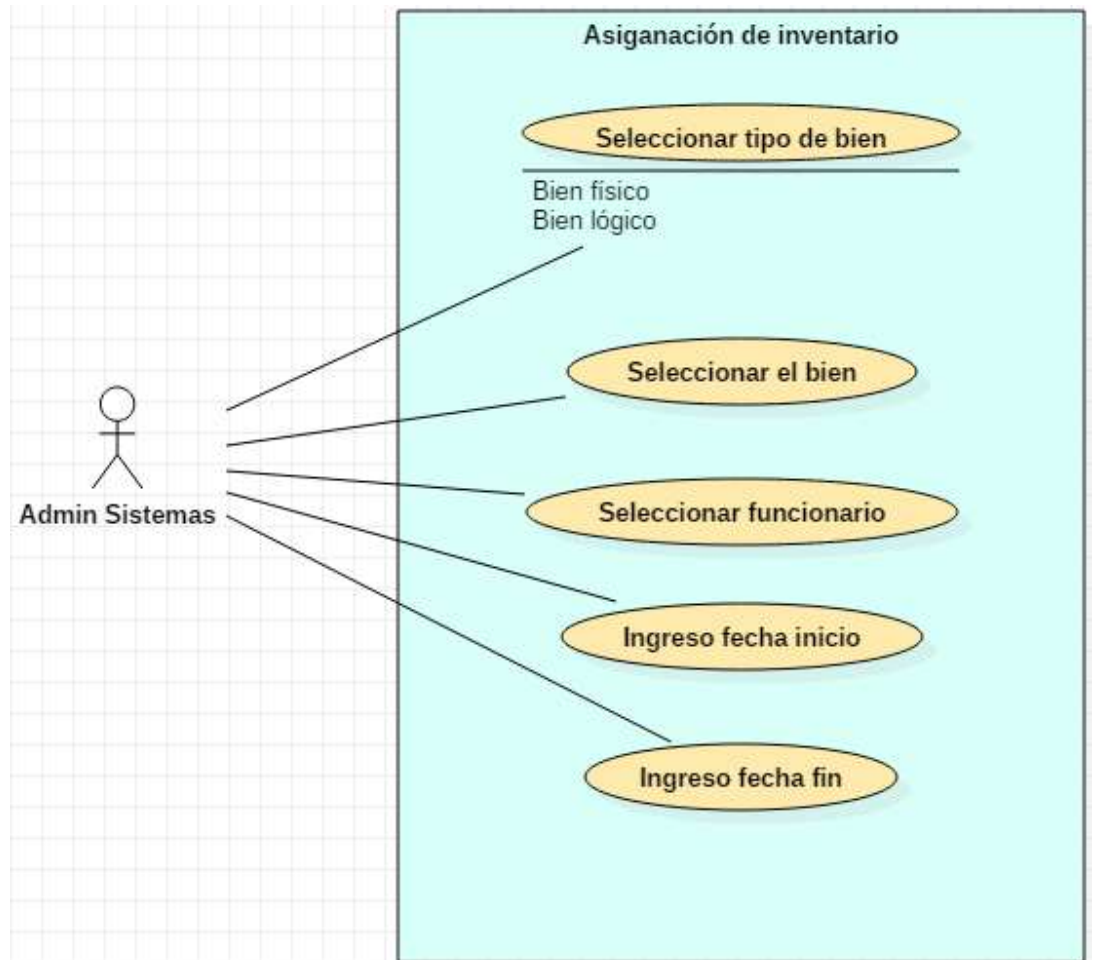 Asiganación de inventario
Seleccionar tipo de bien
Bien físico
Bien lógico
Seleccionar el bien
Seleccionar funcionario
Admin Sistemas
Ingreso fecha inicio
Ingreso fecha fin